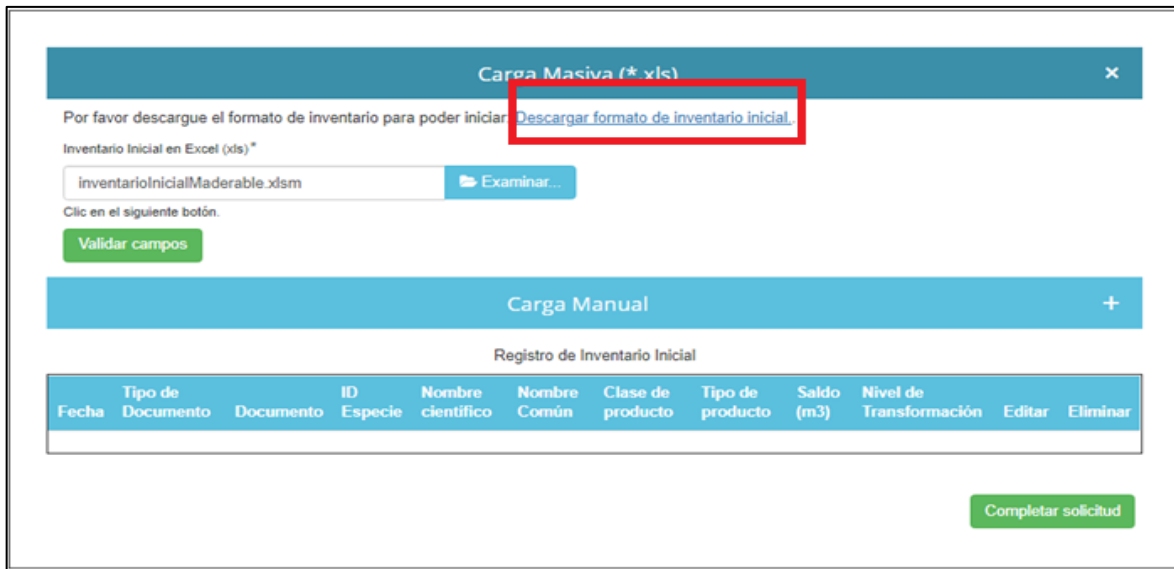 Carga Masiva (*.xls) ×
Por favor descargue el formato de inventario para poder iniciar. Descargar formato de inventario inicial..
Inventario Inicial en Excel (xls)*
inventarioInicialMaderable.xlsm Examinar...
Clic en el siguiente botón.
Validar campos
Carga Manual +
Registro de Inventario Inicial
Fecha Tipo de Documento Documento ID Especie Nombre científico Nombre Común Clase de producto Tipo de producto Saldo (m3) Nivel de Transformación Editar Eliminar
Completar solicitud